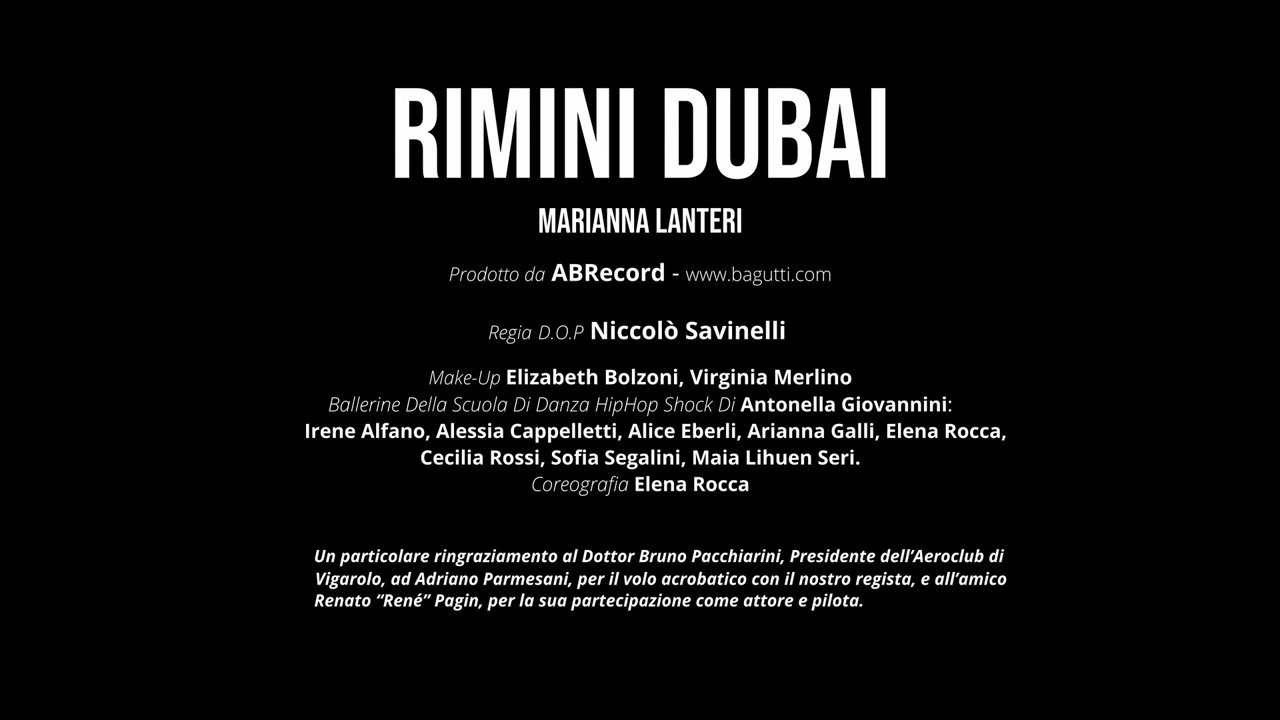 RIMINI DUBAI
MARIANNA LANTERI
Prodotto da ABRecord - www.bagutti.com
Regia D.O.P Niccolò Savinelli
Make-Up Elizabeth Bolzoni, Virginia Merlino
Ballerine Della Scuola Di Danza HipHop Shock Di Antonella Giovannini:
Irene Alfano, Alessia Cappelletti, Alice Eberli, Arianna Galli, Elena Rocca,
Cecilia Rossi, Sofia Segalini, Maia Lihuen Seri.
Coreografia Elena Rocca
Un particolare ringraziamento al Dottor Bruno Pacchiarini, Presidente dell’Aeroclub di
Vigarolo, ad Adriano Parmesani, per il volo acrobatico con il nostro regista, e all’amico
Renato “René” Pagin, per la sua partecipazione come attore e pilota.